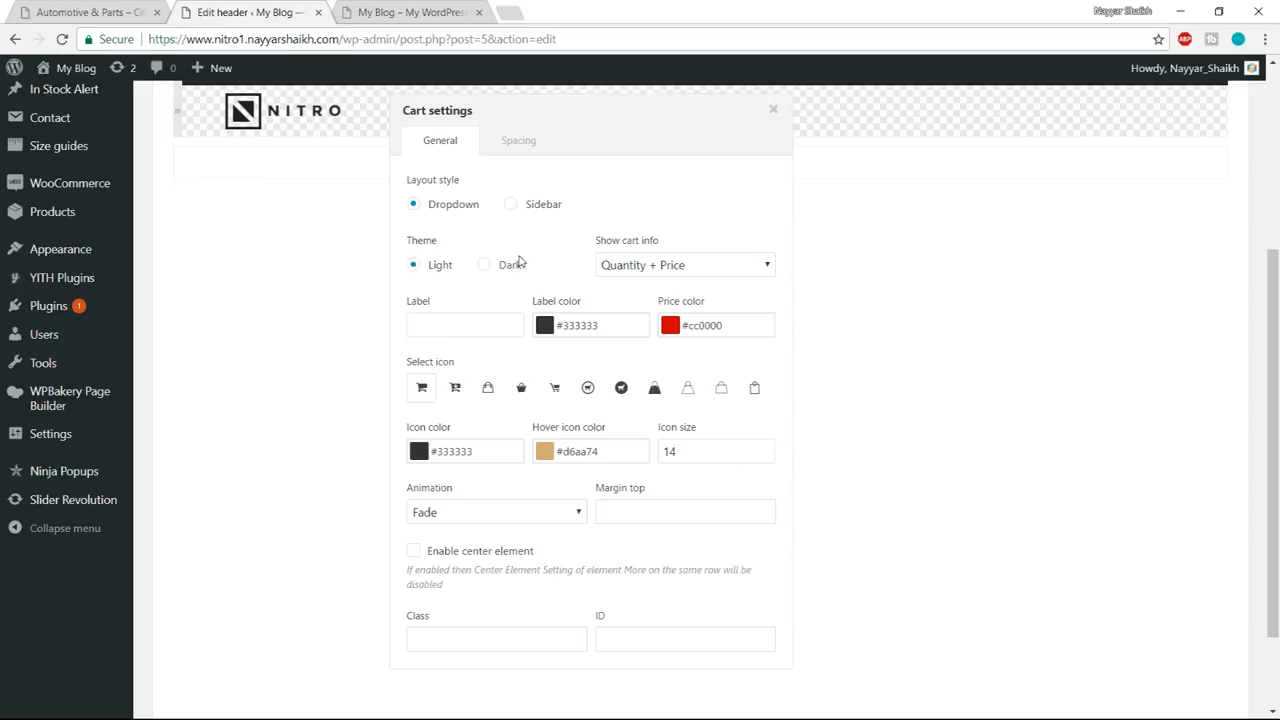 Automotive & Parts – Ci
Edit header ‹ My Blog —
My Blog – My WordPres
Nayyar Shaikh
Secure
https://www.nitro1.nayyarshaikh.com/wp-admin/post.php?post=5&action=edit
My Blog
2
0
New
Howdy, Nayyar_Shaikh
In Stock Alert
Contact
Size guides
WooCommerce
Products
Appearance
YITH Plugins
Plugins 1
Users
Tools
WPBakery Page
Builder
Settings
Ninja Popups
Slider Revolution
Collapse menu
NITRO
Cart settings
General
Spacing
Layout style
Dropdown
Sidebar
Theme
Show cart info
Light
Dark
Quantity + Price
Label
Label color
Price color
#333333
#cc0000
Select icon
Icon color
Hover icon color
Icon size
#333333
#d6aa74
14
Animation
Margin top
Fade
Enable center element
If enabled then Center Element Setting of element More on the same row will be
disabled
Class
ID